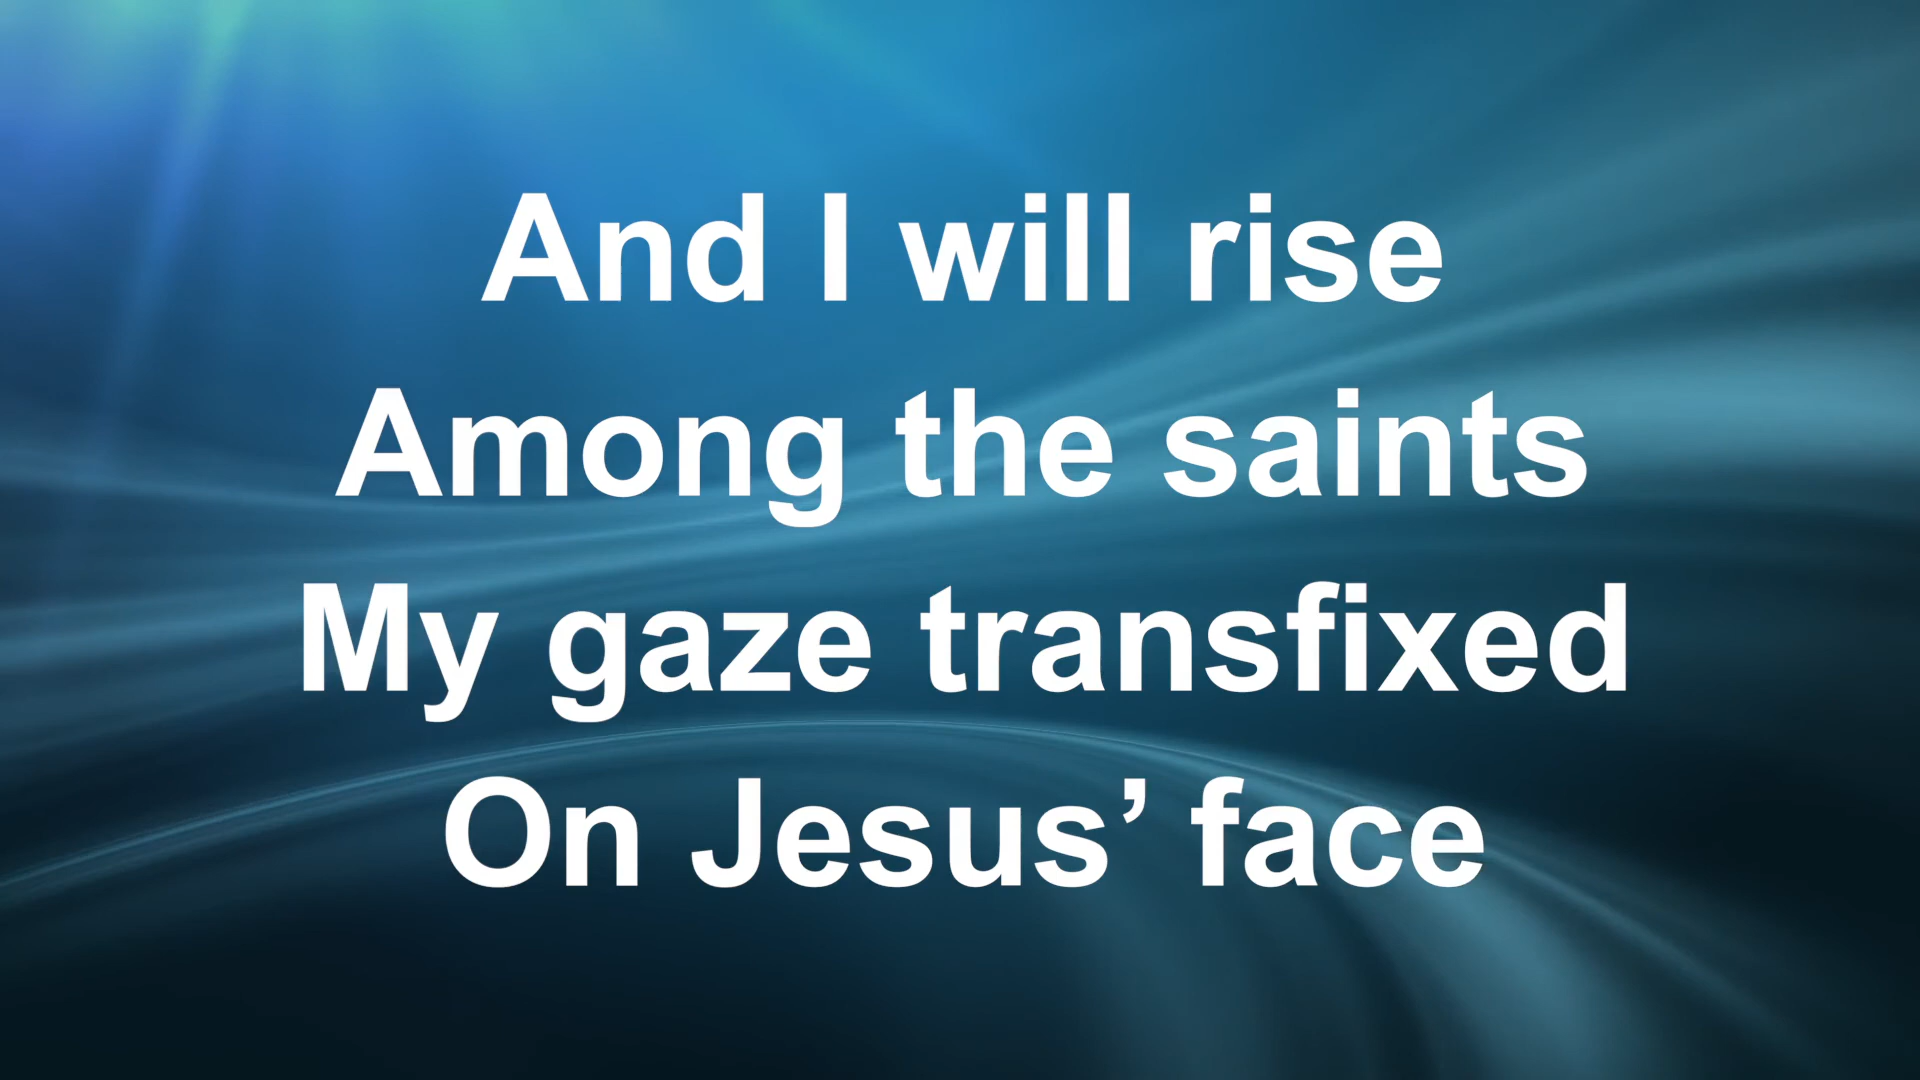 And I will rise
Among the saints
My gaze transfixed
On Jesus’ face